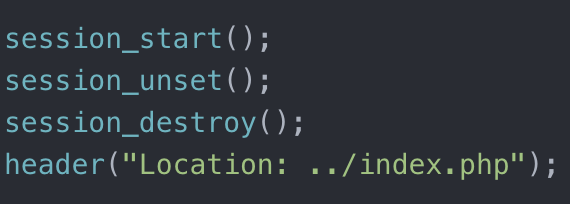 session_start();
session_unset();
session_destroy();
header("Location: ../index.php");